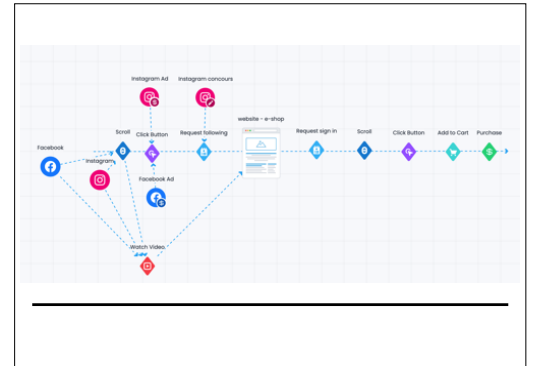 Instagram Ad
Instagram concours
website - e-shop
Scroll
Click Button
Request following
Request sign in
Scroll
Click Button
Add to Cart
Purchase
Facebook
Instagram
Facebook Ad
Watch Video